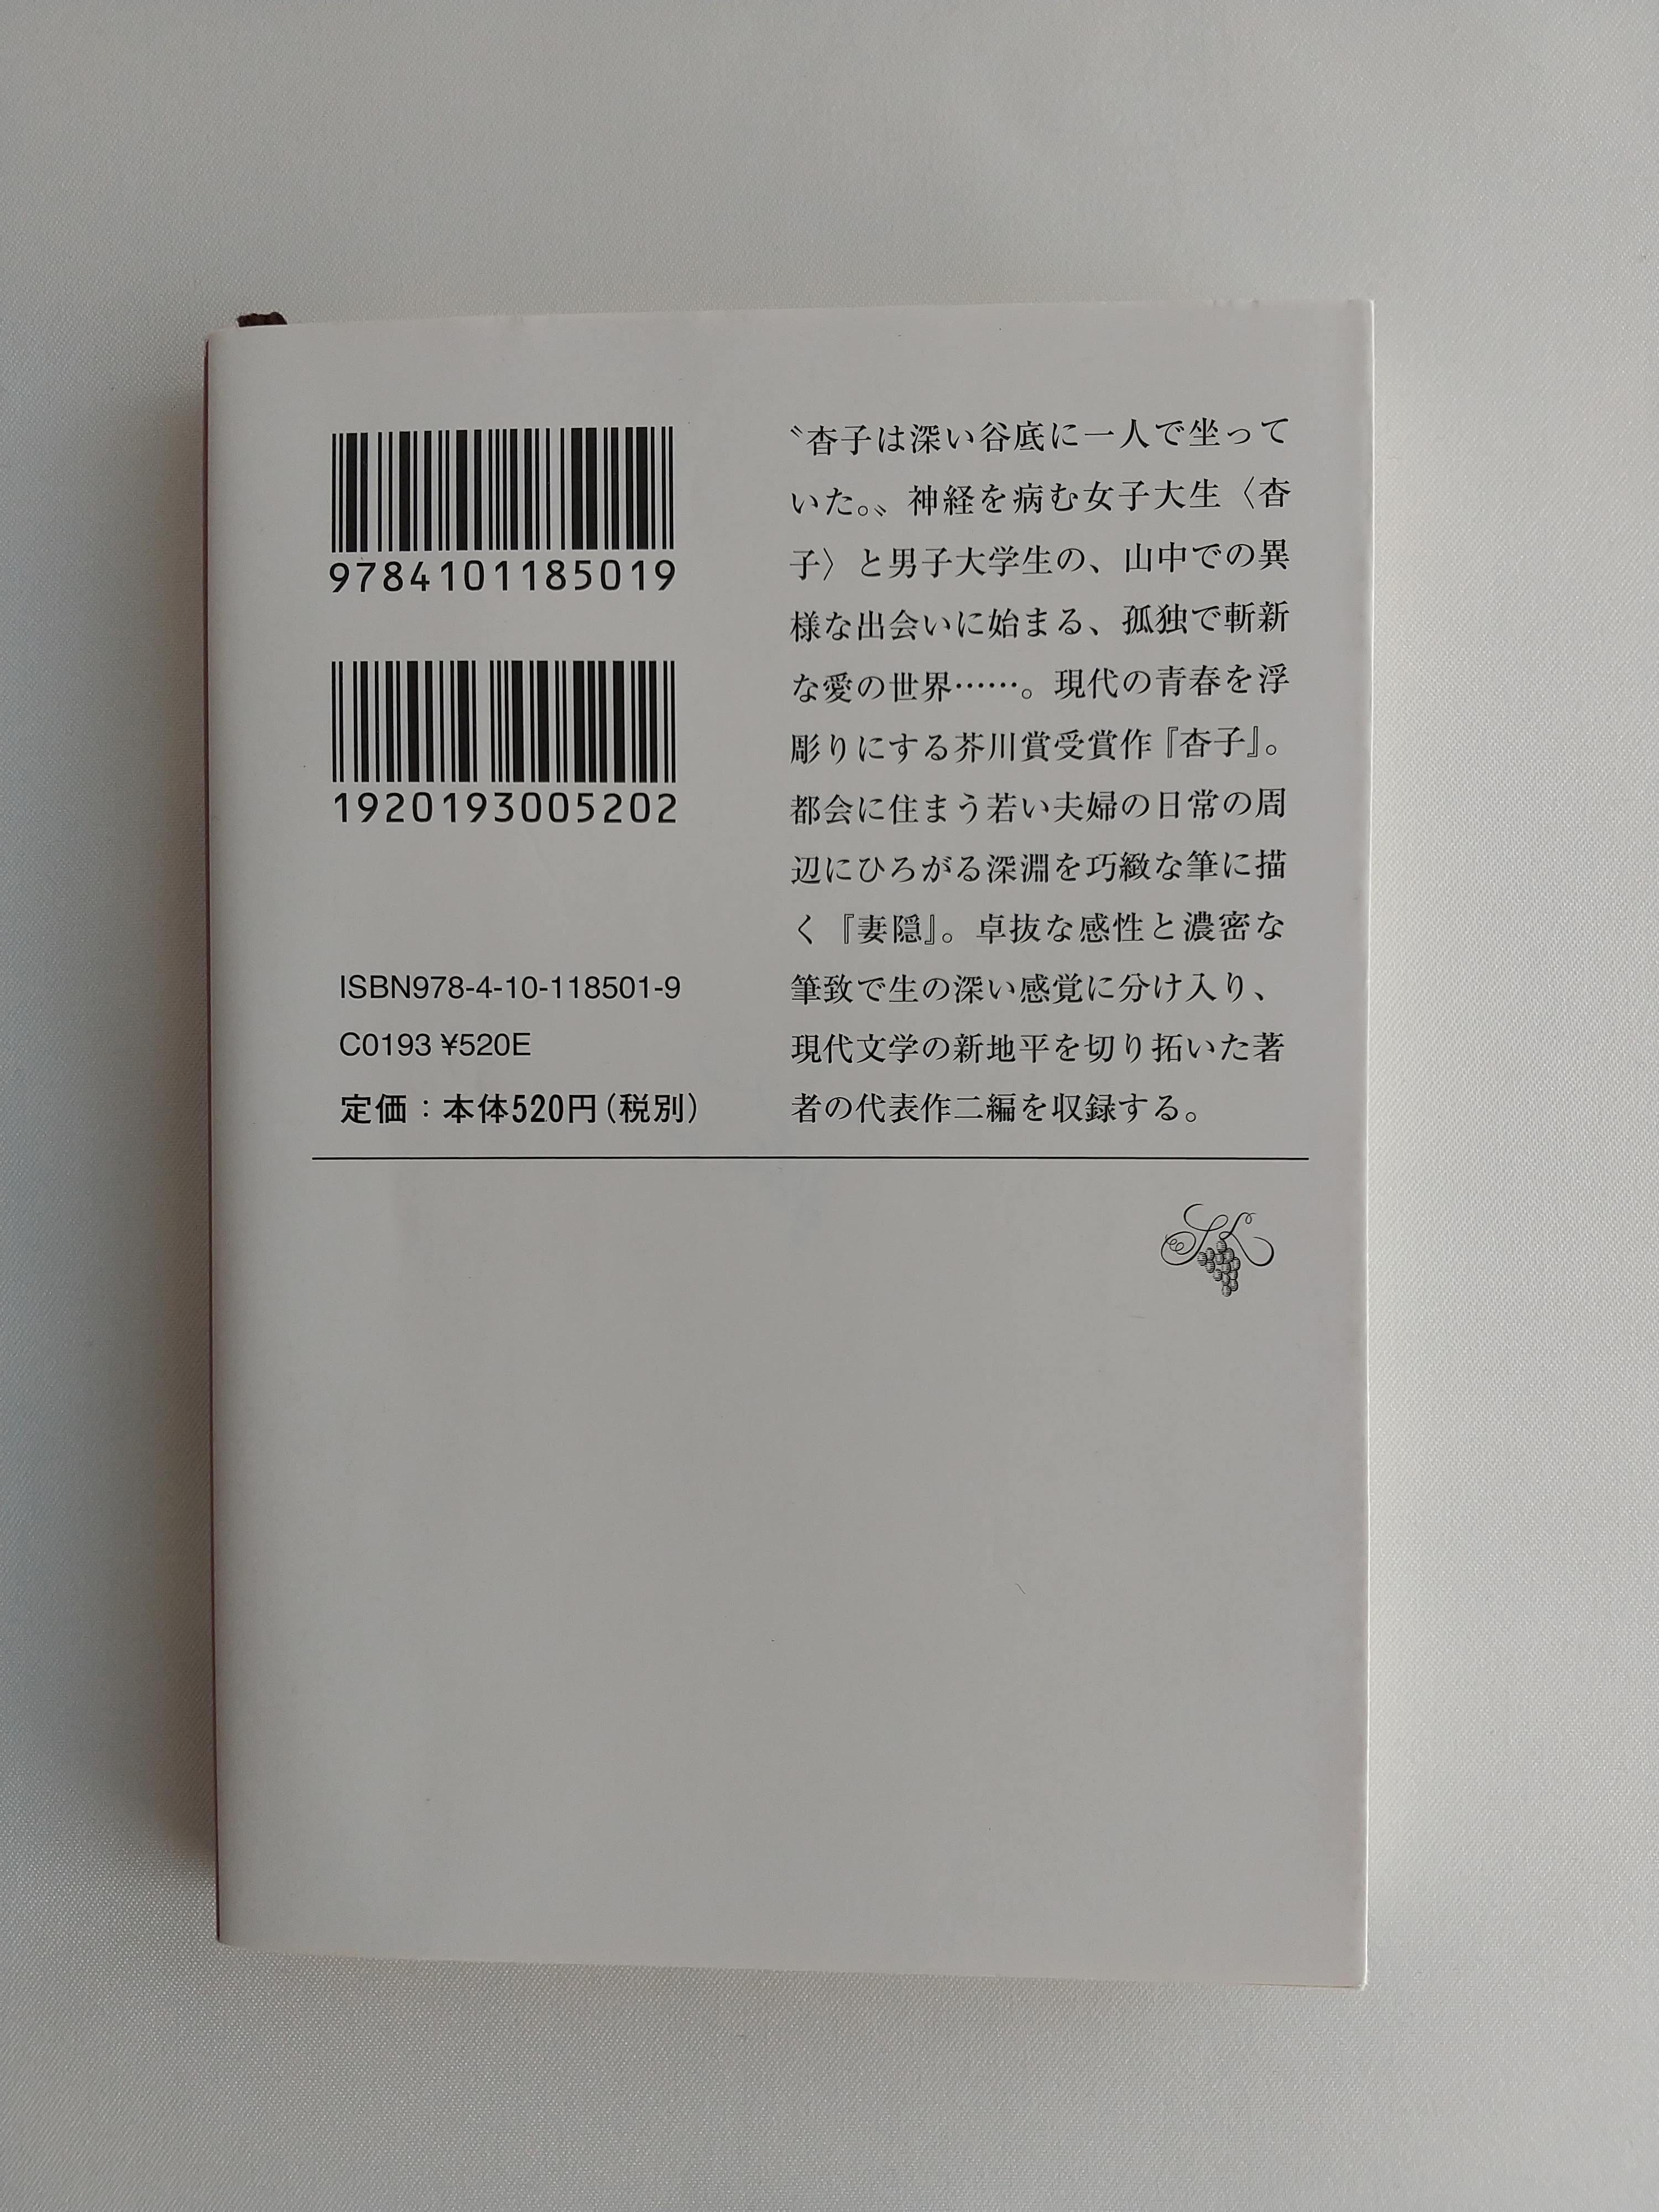 9784101185019
1920193005202
ISBN978-4-10-118501-9
C0193 ¥520E
定価：本体520円（税別）
〝杳子は深い谷底に一人で坐って
いた。〟神経を病む女子大生〈杳
子〉と男子大学生の、山中での異
様な出会いに始まる、孤独で斬新
な愛の世界……。現代の青春を浮
彫りにする芥川賞受賞作『杳子』。
都会に住まう若い夫婦の日常の周
辺にひろがる深淵を巧緻な筆に描
く『妻隠』。卓抜な感性と濃密な
筆致で生の深い感覚に分け入り、
現代文学の新地平を切り拓いた著
者の代表作二編を収録する。
SK